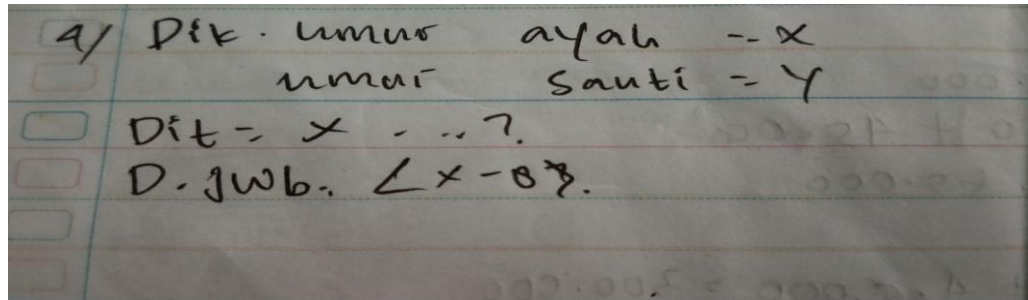 4/ Dik. umur ayah -- x
umur Santi = Y
Dit = x . ..?
D. Jwb.. <x-8}.